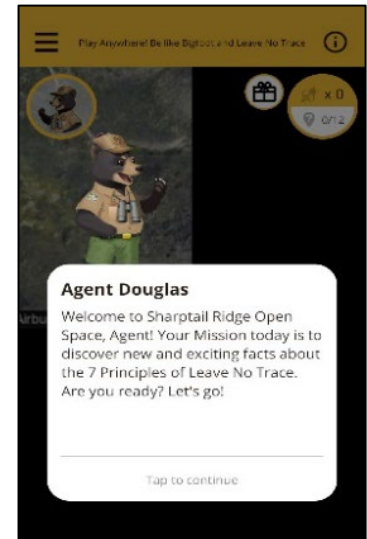 Play Anywhere! Be like Bigfoot and Leave No Trace
x 0
0/12
Agent Douglas
Welcome to Sharptail Ridge Open
Space, Agent! Your Mission today is to
discover new and exciting facts about
the 7 Principles of Leave No Trace.
Are you ready? Let's go!
Tap to continue